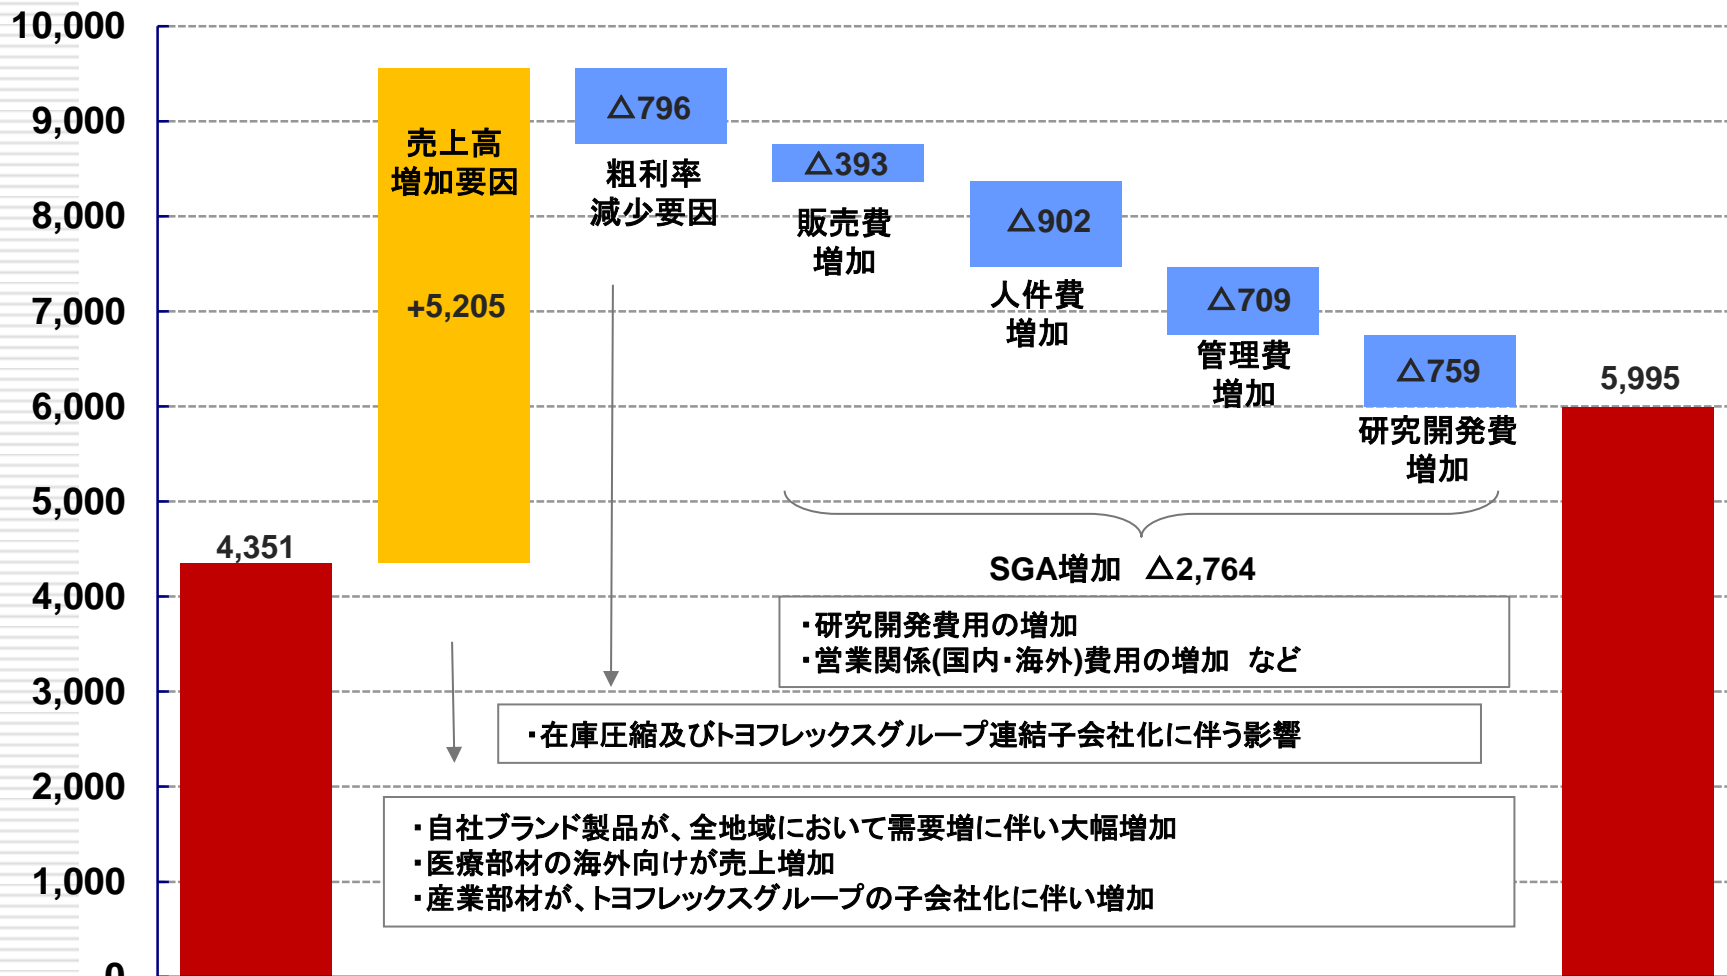 10,000
9,000
8,000
7,000
6,000
5,000
4,000
3,000
2,000
1,000
0
4,351
売上高
増加要因
+5,205
△796
粗利率
減少要因
△393
販売費
増加
△902
人件費
増加
△709
管理費
増加
△759
研究開発費
増加
5,995
SGA増加 △2,764
・研究開発費用の増加
・営業関係(国内・海外)費用の増加 など
・在庫圧縮及びトヨフレックスグループ連結子会社化に伴う影響
・自社ブランド製品が、全地域において需要増に伴い大幅増加
・医療部材の海外向けが売上増加
・産業部材が、トヨフレックスグループの子会社化に伴い増加